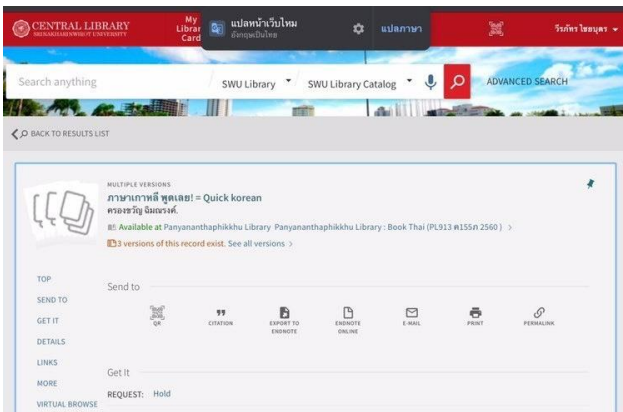 CENTRAL LIBRARY
SRINAKHARINWIROT UNIVERSITY
My
Librar
Card
แปลหน้าเว็บไหม
อังกฤษเป็นไทย
แปลภาษา
วีรภัทร ไชยบุคร
Search anything
SWU Library
SWU Library Catalog
ADVANCED SEARCH
BACK TO RESULTS LIST
MULTIPLE VERSIONS
ภาษาเกาหลี พูดเลย! = Quick korean
ครองขวัญ ฉิมณรงค์.
Available at Panyananthaphikkhu Library Panyananthaphikkhu Library : Book Thai (PL913 ค155ภ 2560 )
3 versions of this record exist. See all versions
TOP
SEND TO
GET IT
DETAILS
LINKS
MORE
VIRTUAL BROWSE
Send to
QR
CITATION
EXPORT TO
ENDNOTE
ENDNOTE
ONLINE
E-MAIL
PRINT
PERMALINK
Get It
REQUEST: Hold